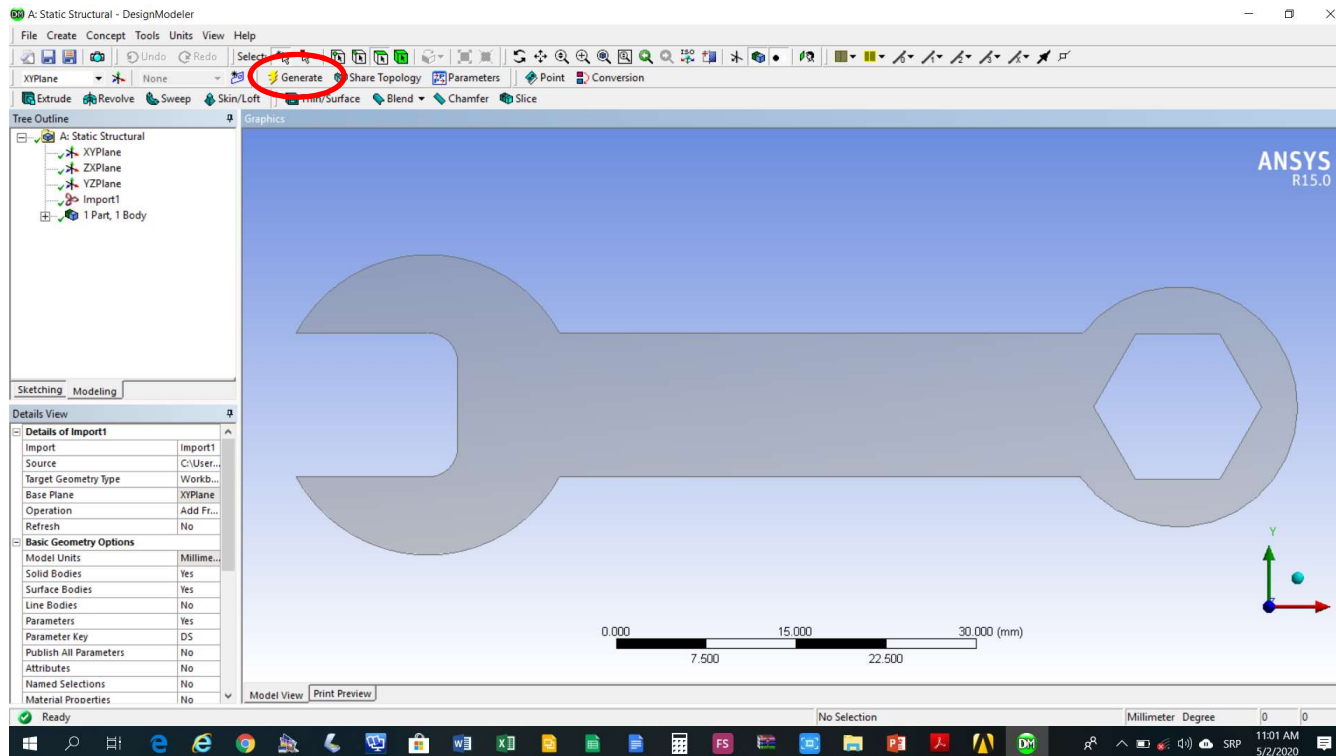 A: Static Structural - DesignModeler
File Create Concept Tools Units View Help
Undo Redo Select:
XYPlane None Generate Share Topology Parameters Point Conversion
Extrude Revolve Sweep Skin/Loft Thin/Surface Blend Chamfer Slice
Tree Outline
A: Static Structural
XYPlane
ZXPlane
YZPlane
Import1
1 Part, 1 Body
Sketching Modeling
Details View
Details of Import1
Import Import1
Source C:\User...
Target Geometry Type Workb...
Base Plane XYPlane
Operation Add Fr...
Refresh No
Basic Geometry Options
Model Units Millime...
Solid Bodies Yes
Surface Bodies Yes
Line Bodies No
Parameters Yes
Parameter Key DS
Publish All Parameters No
Attributes No
Named Selections No
Material Properties No
Graphics
ANSYS
R15.0
Y
0.000 15.000 30.000 (mm)
7.500 22.500
Model View Print Preview
Ready No Selection Millimeter Degree 0 0
SRP 11:01 AM
5/2/2020